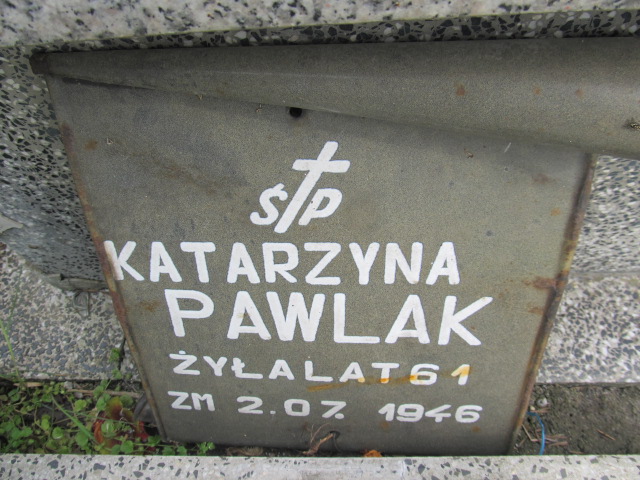 ŚP
KATARZYNA
PAWLAK
ŻYŁA LAT 61
ZM 2.07. 1946